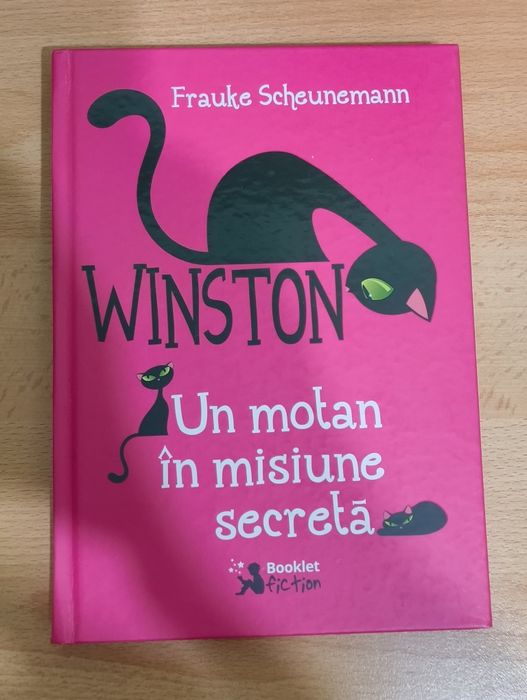 Frauke Scheunemann
WINSTON
Un motan
în misiune
secretă
Booklet
fiction